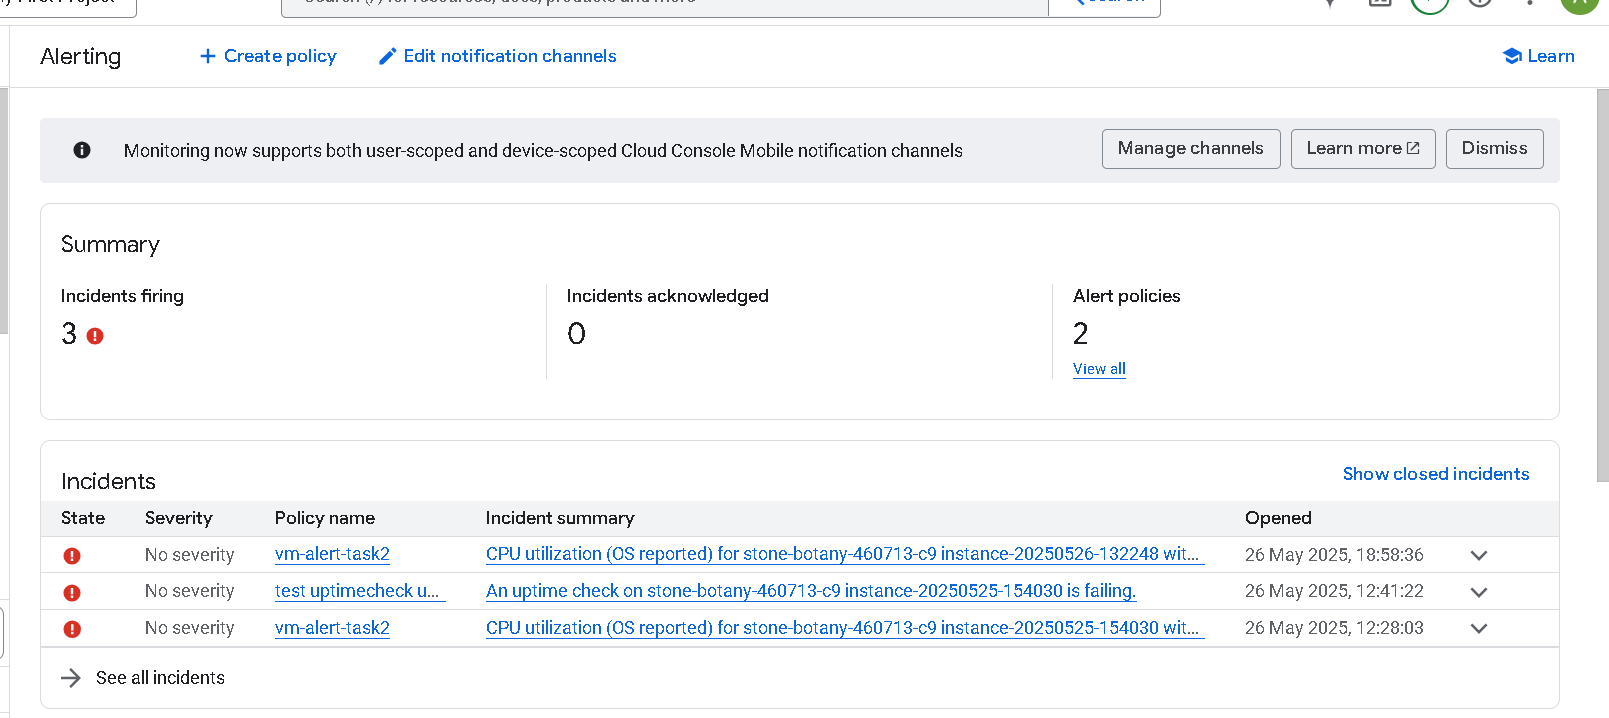 Alerting
Create policy
Edit notification channels
Learn
Monitoring now supports both user-scoped and device-scoped Cloud Console Mobile notification channels
Manage channels
Learn more
Dismiss
Summary
Incidents firing
3
Incidents acknowledged
0
Alert policies
2
View all
Incidents
Show closed incidents
State Severity Policy name Incident summary Opened
No severity vm-alert-task2 CPU utilization (OS reported) for stone-botany-460713-c9 instance-20250526-132248 wit... 26 May 2025, 18:58:36
No severity test uptimecheck u... An uptime check on stone-botany-460713-c9 instance-20250525-154030 is failing. 26 May 2025, 12:41:22
No severity vm-alert-task2 CPU utilization (OS reported) for stone-botany-460713-c9 instance-20250525-154030 wit... 26 May 2025, 12:28:03
See all incidents